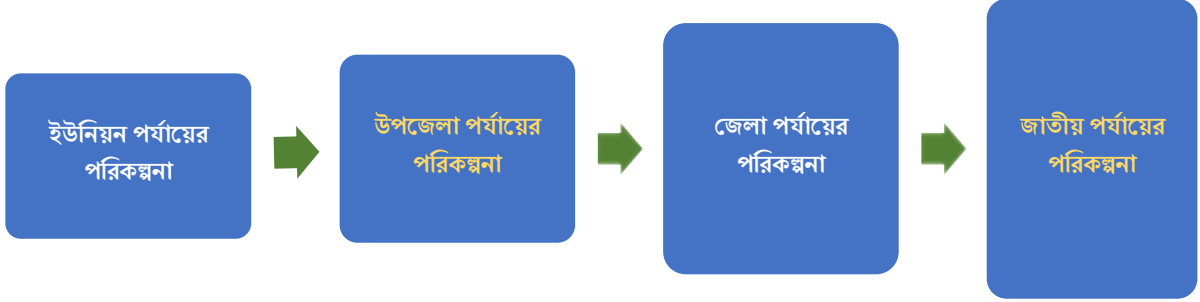 ইউনিয়ন পর্যায়ের
পরিকল্পনা
উপজেলা পর্যায়ের
পরিকল্পনা
জেলা পর্যায়ের
পরিকল্পনা
জাতীয় পর্যায়ের
পরিকল্পনা